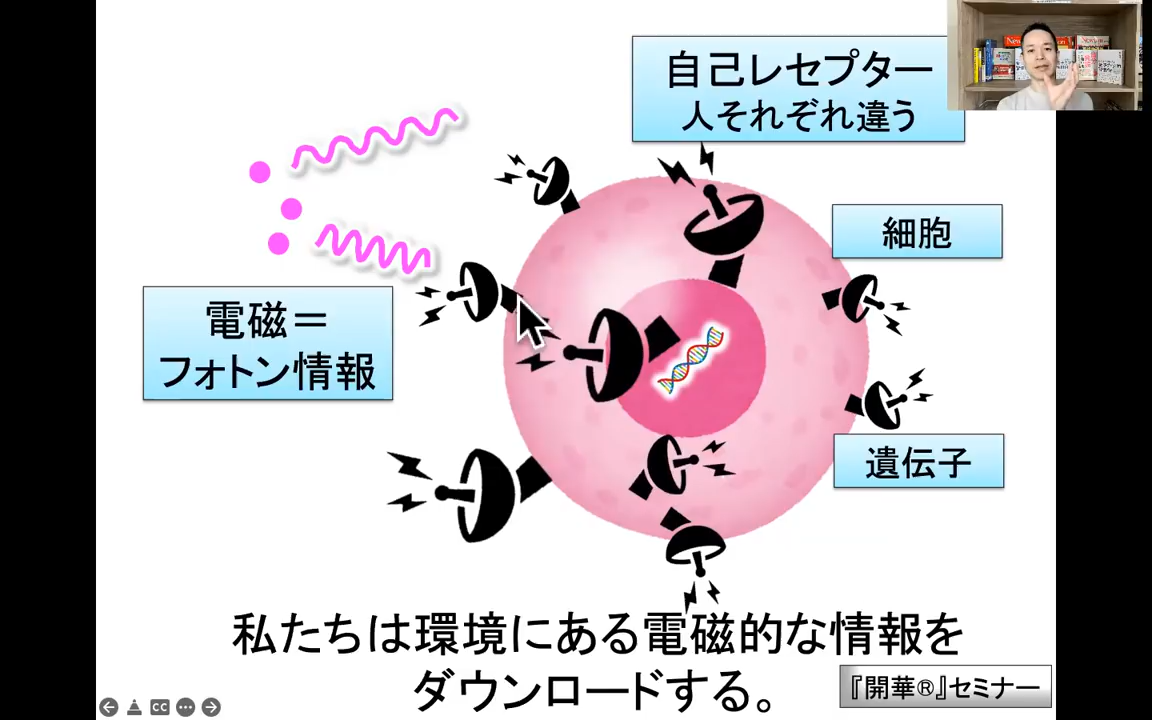 自己レセプター
人それぞれ違う
細胞
電磁＝
フォトン情報
遺伝子
私たちは環境にある電磁的な情報を
ダウンロードする。
『開華®』セミナー
CC